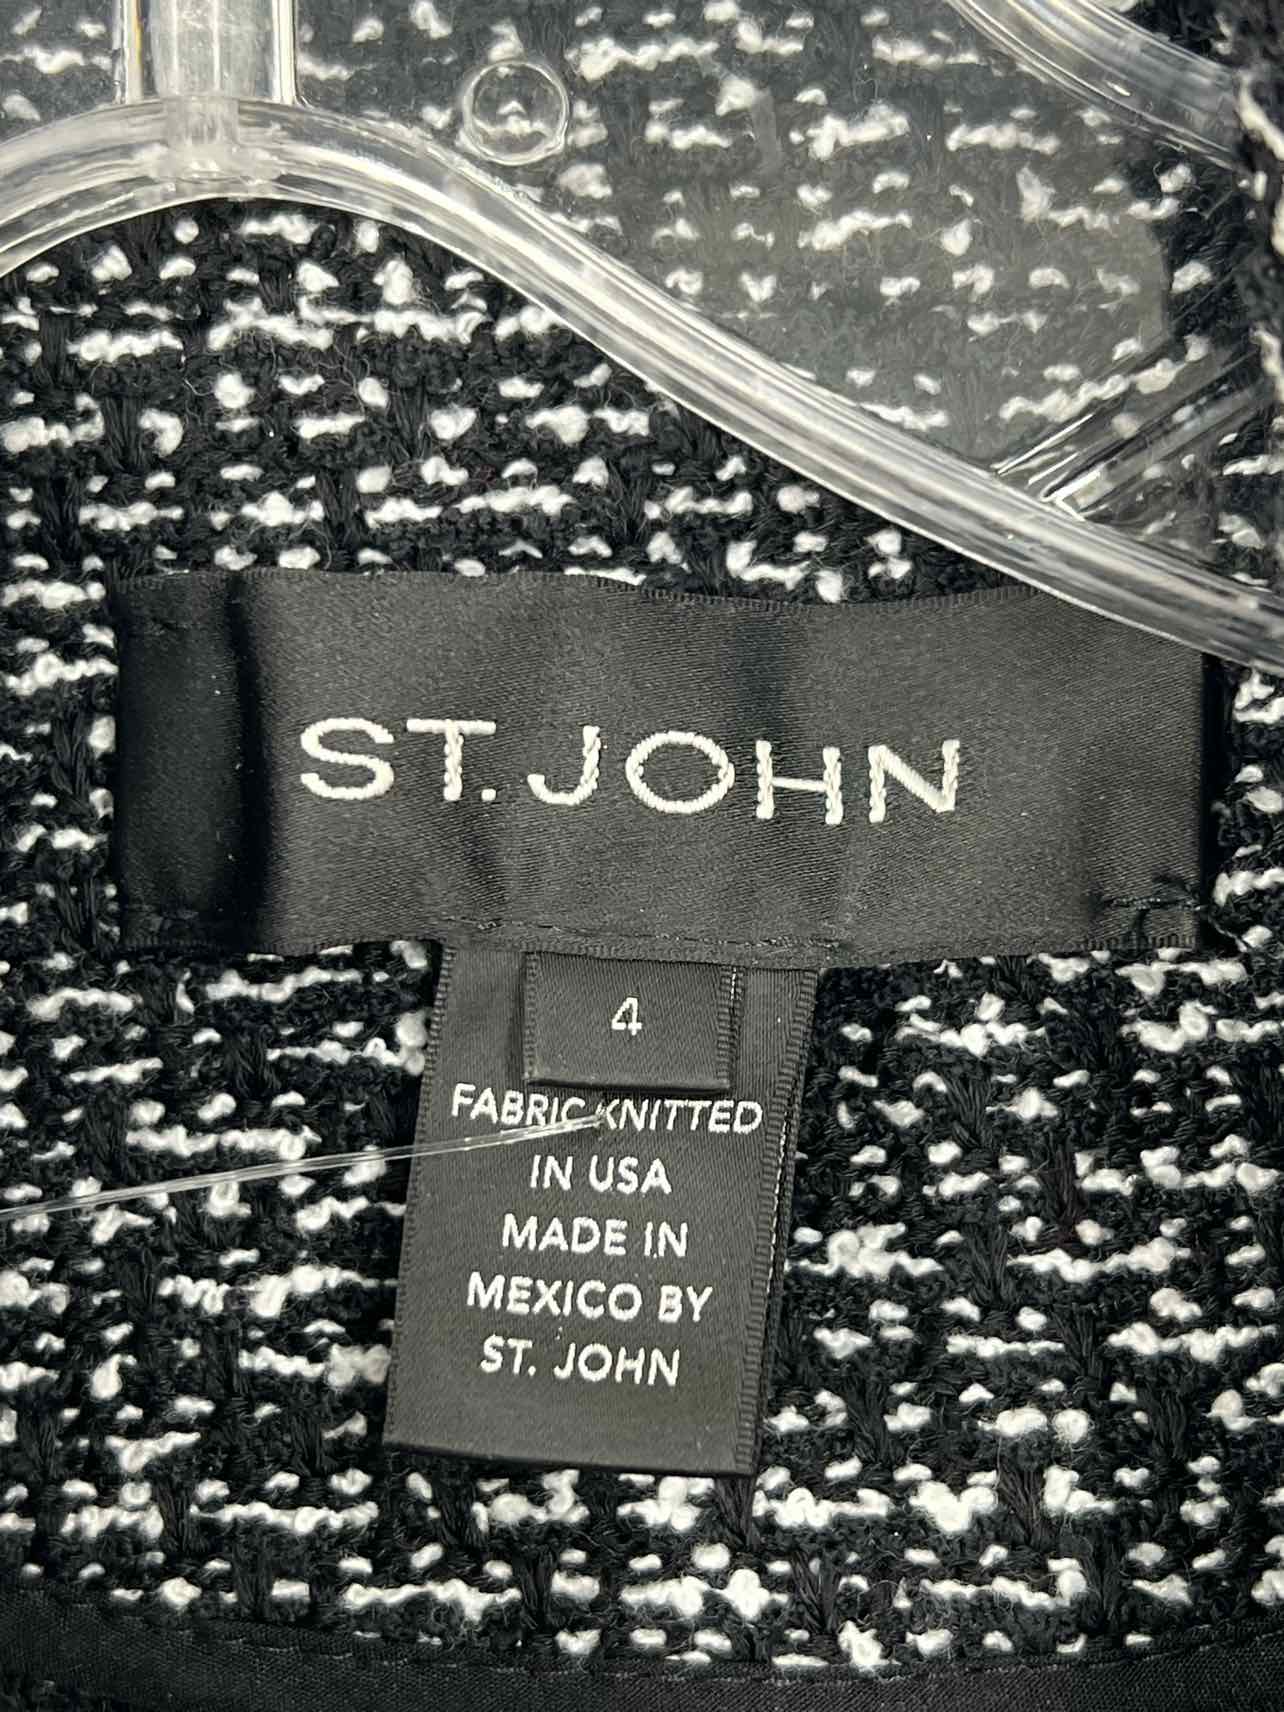 ST. JOHN
4
FABRIC KNITTED
IN USA
MADE IN
MEXICO BY
ST. JOHN